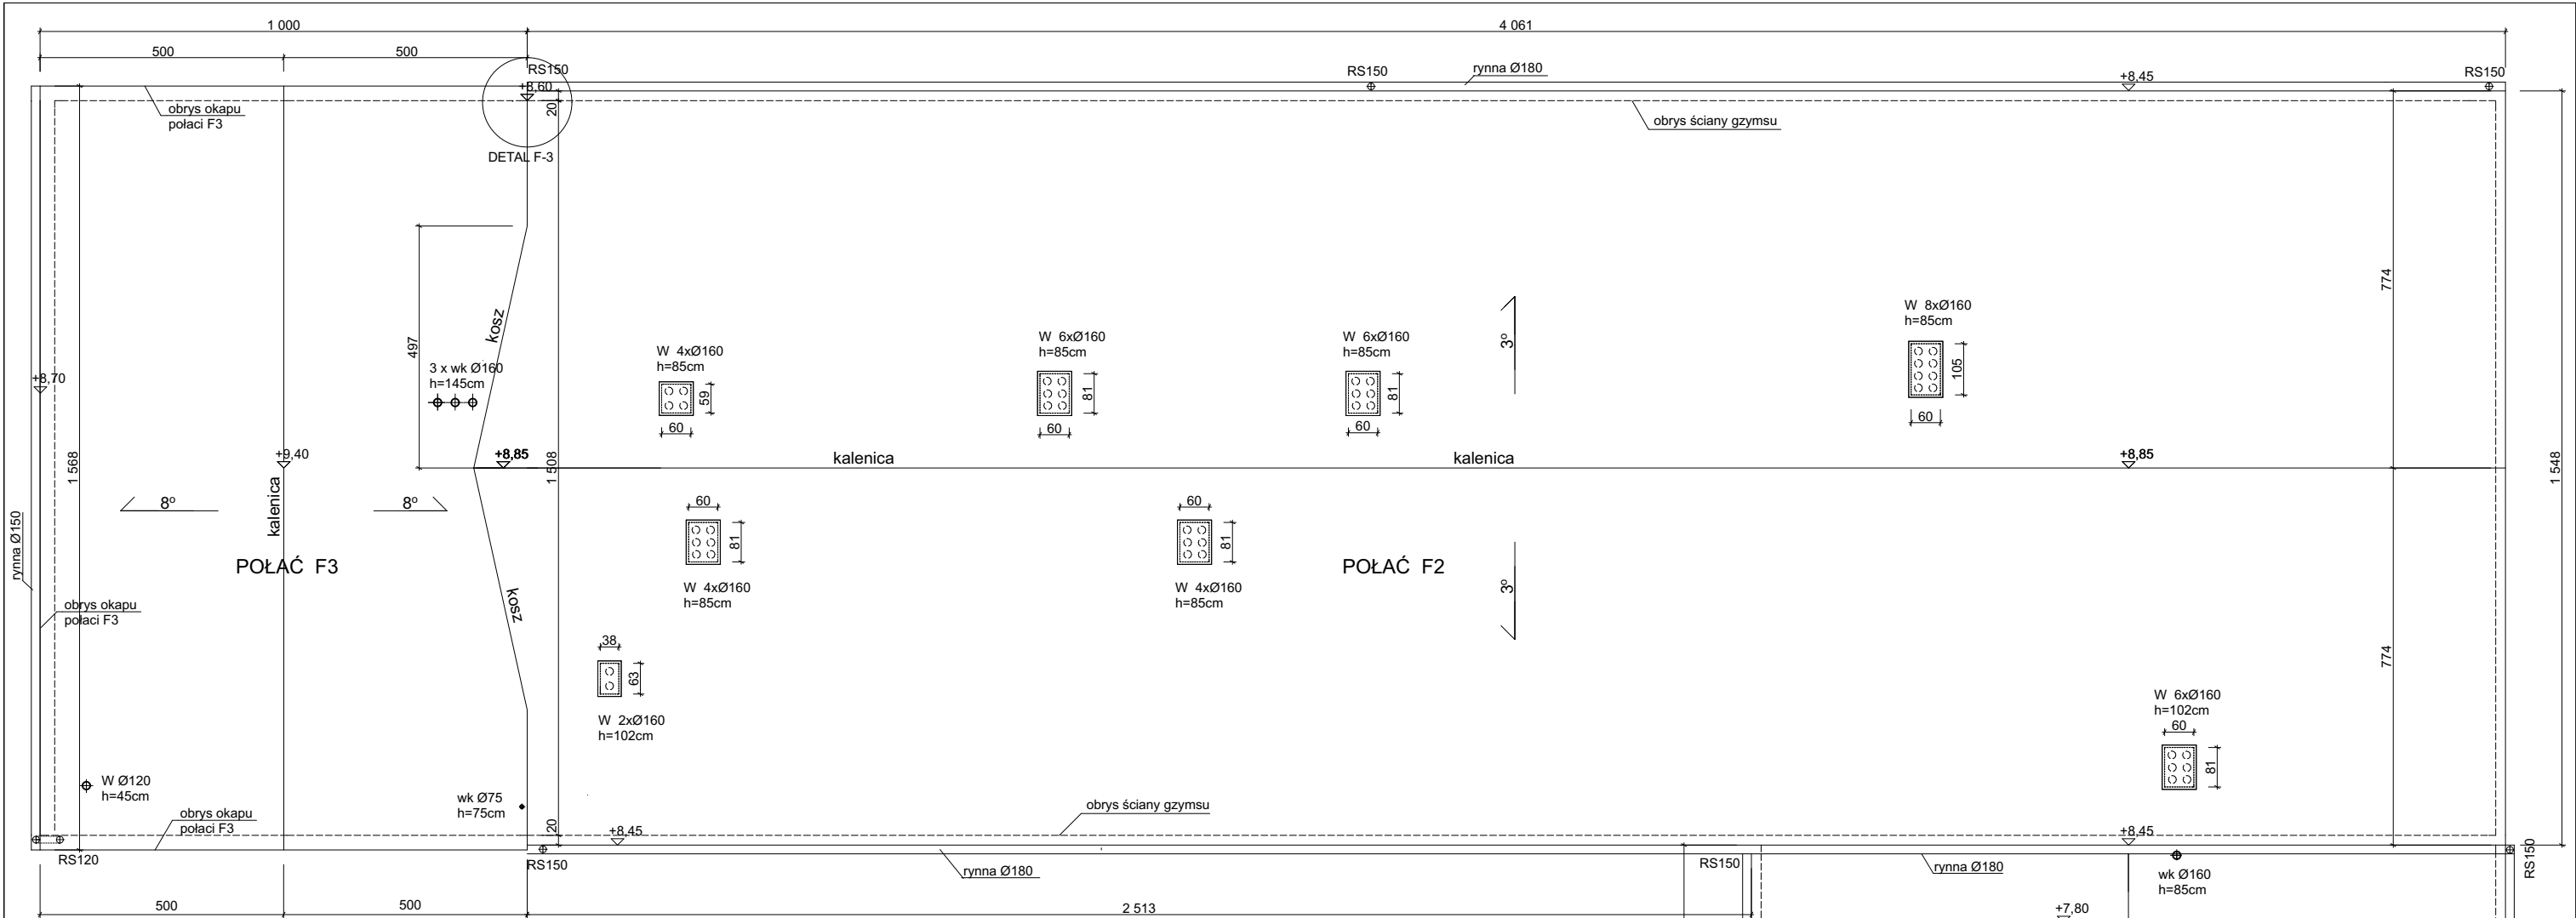 1 000
4 061
500
500
RS150
RS150
rynna Ø180
+8,45
RS150
+8,60
obrys okapu
połaci F3
20
obrys ściany gzymsu
DETAL F-3
774
kosz
497
W 4xØ160
h=85cm
59
60
W 6xØ160
h=85cm
81
60
W 6xØ160
h=85cm
81
60
3º
W 8xØ160
h=85cm
105
60
+8,70
3 x wk Ø160
h=145cm
1 568
+9,40
+8,85
1 508
kalenica
kalenica
+8,85
1 548
8º
kalenica
8º
rynna Ø150
POŁAĆ F3
60
81
W 4xØ160
h=85cm
60
81
W 4xØ160
h=85cm
POŁAĆ F2
3º
obrys okapu
połaci F3
kosz
38
63
W 2xØ160
h=102cm
774
W 6xØ160
h=102cm
60
81
W Ø120
h=45cm
wk Ø75
h=75cm
obrys okapu
połaci F3
20
+8,45
obrys ściany gzymsu
+8,45
RS120
RS150
rynna Ø180
RS150
rynna Ø180
wk Ø160
h=85cm
RS150
500
500
2 513
+7,80